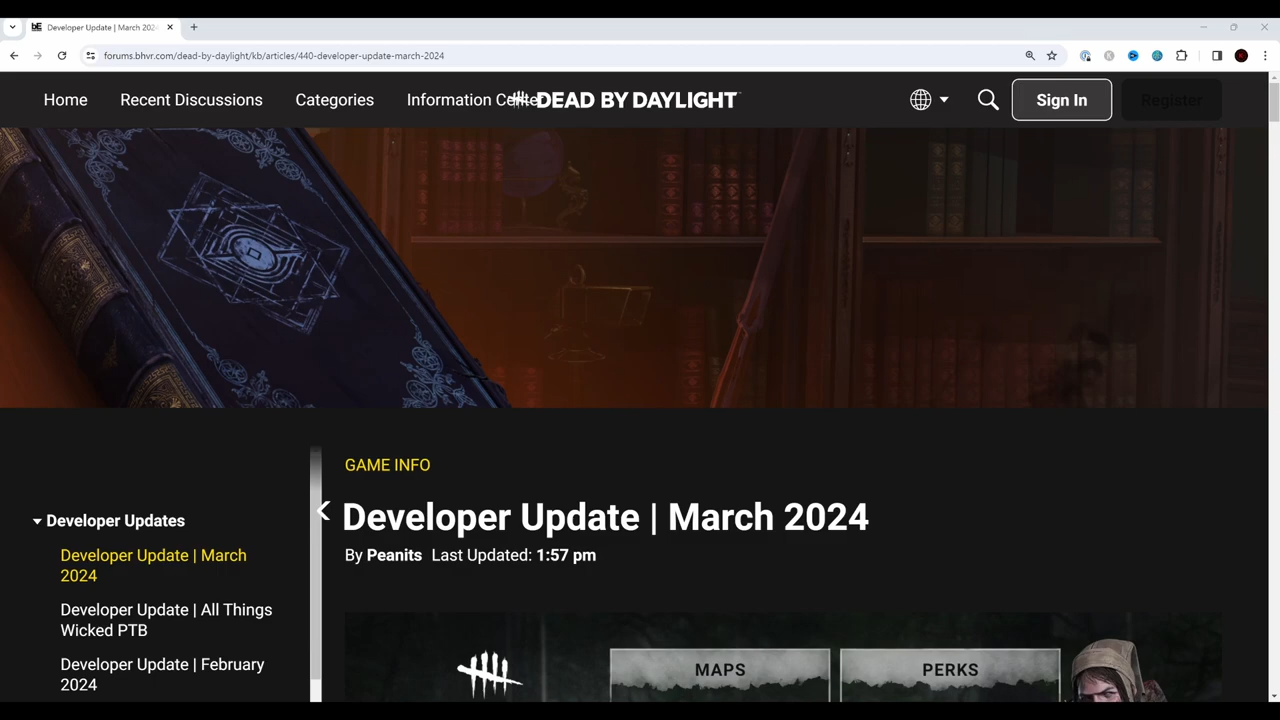 Developer Update | March 202
forums.bhvr.com/dead-by-daylight/kb/articles/440-developer-update-march-2024
Home
Recent Discussions
Categories
Information Cente
DEAD BY DAYLIGHT
Sign In
Register
GAME INFO
Developer Update | March 2024
By Peanits Last Updated: 1:57 pm
Developer Updates
Developer Update | March
2024
Developer Update | All Things
Wicked PTB
Developer Update | February
2024
MAPS
PERKS